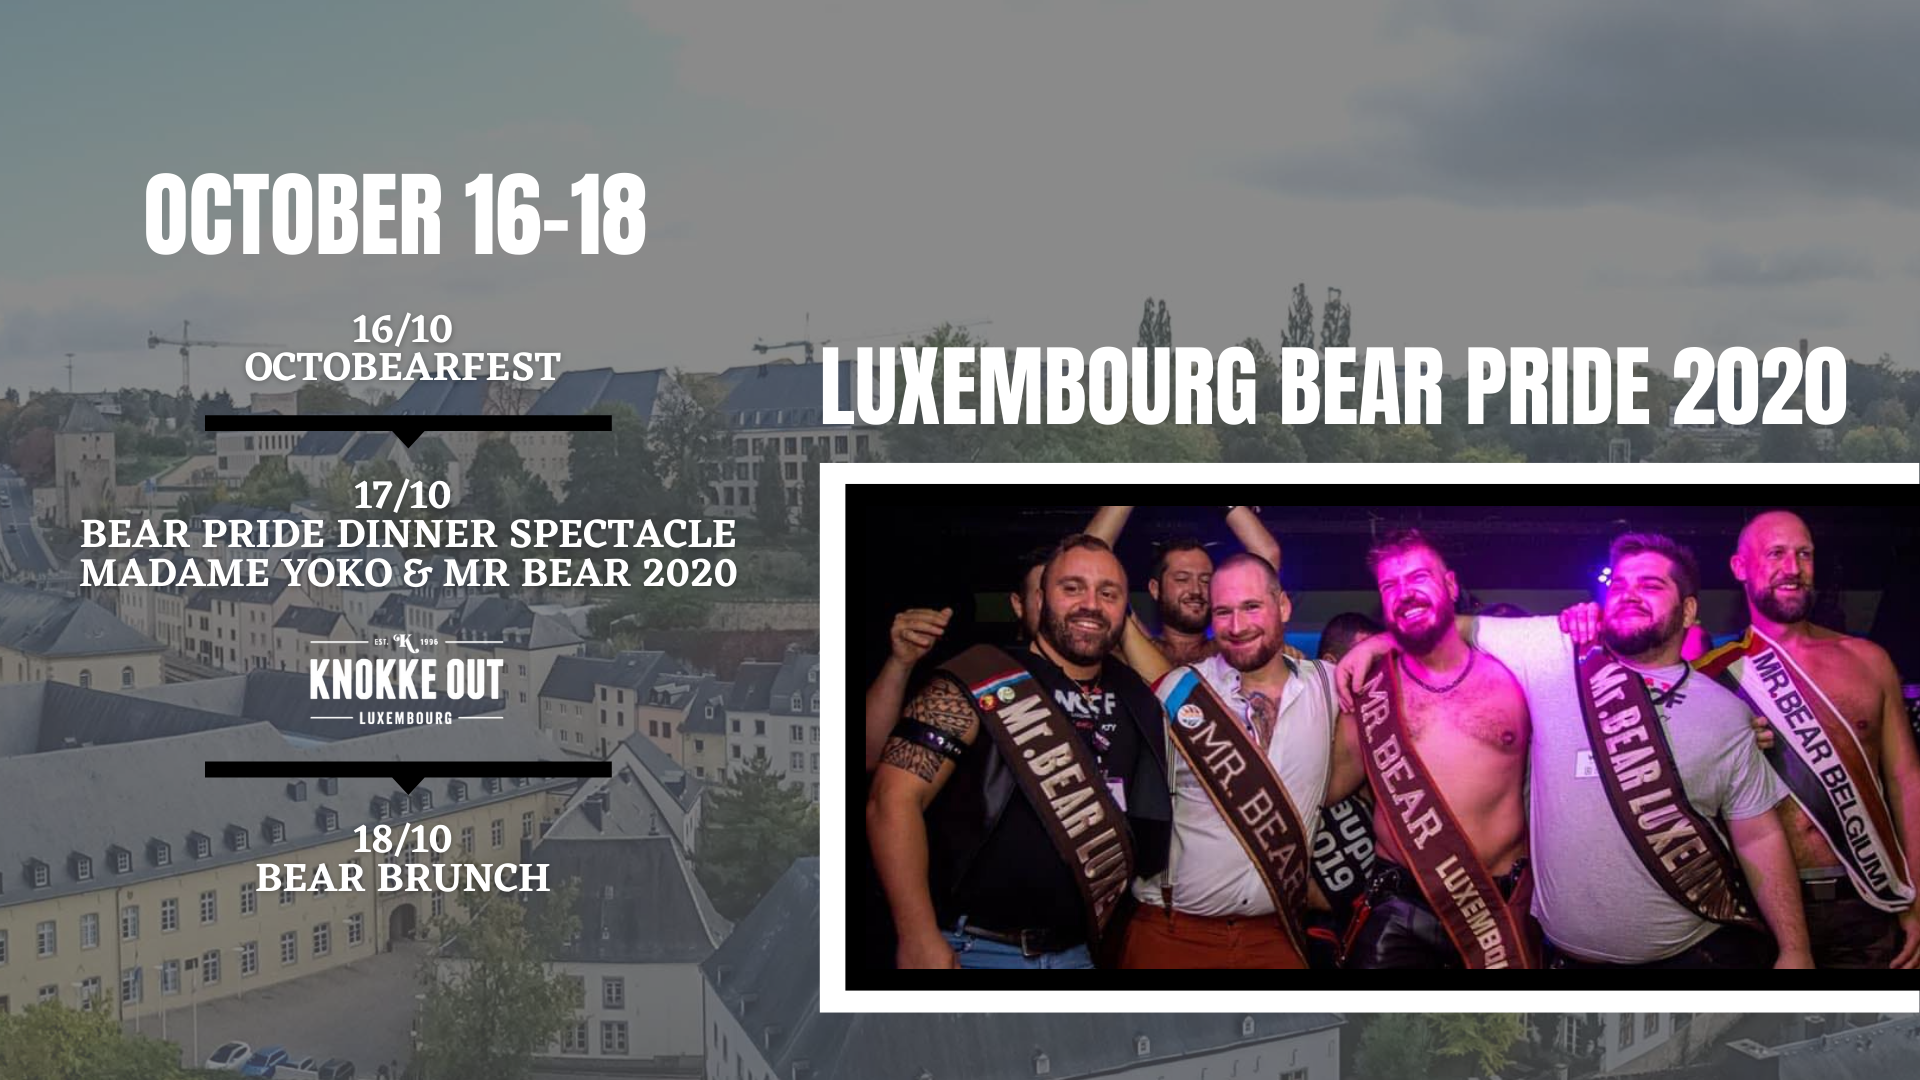 OCTOBER 16-18
16/10
OCTOBEARFEST
17/10
BEAR PRIDE DINNER SPECTACLE
MADAME YOKO & MR BEAR 2020
EST. K 1996
KNOKKE OUT
LUXEMBOURG
18/10
BEAR BRUNCH
LUXEMBOURG BEAR PRIDE 2020
Mr. BEAR LUXE
MR. BEAR
2019
MR. BEAR LUXEMBO
Mr. BEAR LUXEM
MR. BEAR BELGIUM